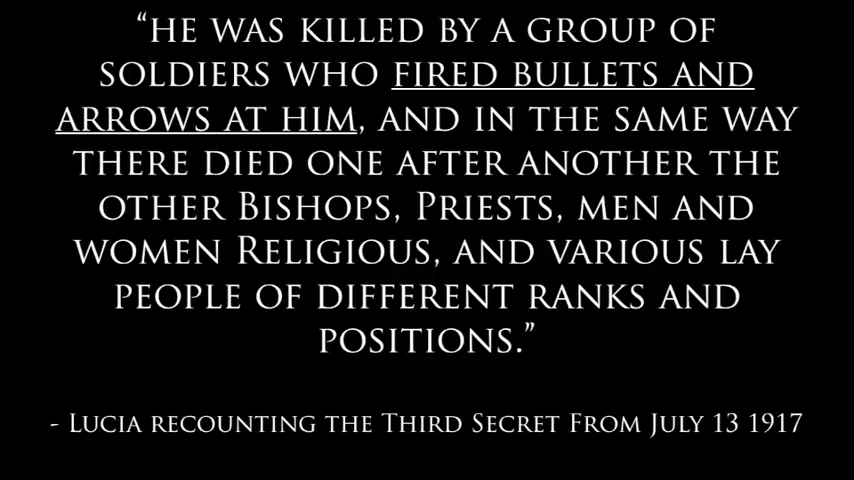 “HE WAS KILLED BY A GROUP OF
SOLDIERS WHO FIRED BULLETS AND
ARROWS AT HIM, AND IN THE SAME WAY
THERE DIED ONE AFTER ANOTHER THE
OTHER BISHOPS, PRIESTS, MEN AND
WOMEN RELIGIOUS, AND VARIOUS LAY
PEOPLE OF DIFFERENT RANKS AND
POSITIONS.”
- LUCIA RECOUNTING THE THIRD SECRET FROM JULY 13 1917